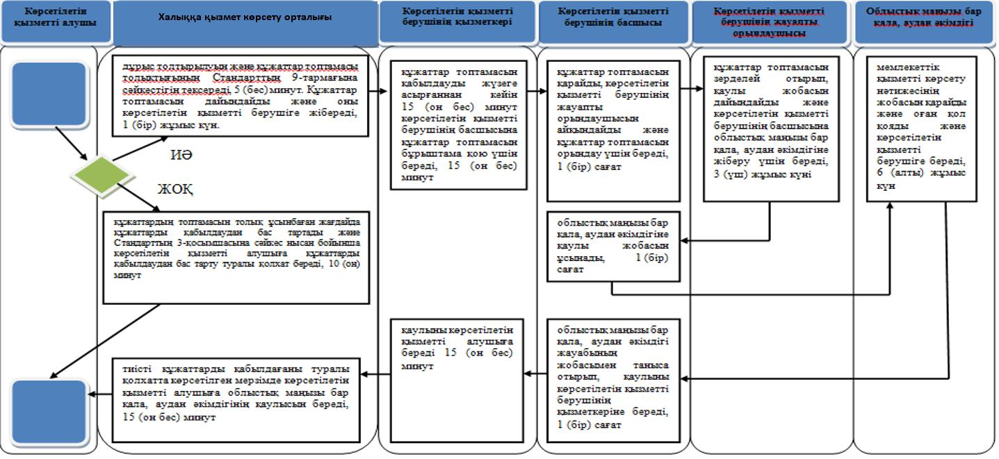 Көрсетілетін
қызметті алушы
Халыққа қызмет көрсету орталығы
Көрсетілетін қызметті
берушінің қызметкері
Көрсетілетін қызметті
берушінің басшысы
Көрсетілетін қызметті
берушінің жауапты
орындаушысы
Облыстық маңызы бар
қала, аудан әкімдігі
дұрыс толтырылуын және құжаттар топтамасы
толықтығының Стандарттың 9-тармағына
сәйкестігін тексереді, 5 (бес) минут. Құжаттар
топтамасын дайындайды және оны
көрсетілетін қызметті берушіге жібереді,
1 (бір) жұмыс күн.
құжаттар топтамасын
қабылдауды жүзеге
асырғаннан кейін
15 (он бес) минут
көрсетілетін қызметті
берушінің басшысына
құжаттар топтамасын
бұрыштама қою үшін
береді, 15 (он бес)
минут
құжаттар топтамасын
қарайды, көрсетілетін
қызметті берушінің
жауапты
орындаушысын
айқындайды және
құжаттар топтамасын
орындау үшін береді,
1 (бір) сағат
құжаттар топтамасын
зерделей отырып,
қаулы жобасын
дайындайды және
көрсетілетін қызметті
берушінің басшысына
облыстық маңызы бар
қала, аудан әкімдігіне
жіберу үшін береді,
3 (үш) жұмыс күні
мемлекеттік
қызметті көрсету
нәтижесінің
жобасын қарайды
және оған қол
қояды және
көрсетілетін
қызметті
берушіге береді,
6 (алты) жұмыс
күн
ИӘ
ЖОҚ
құжаттардың топтамасын толық ұсынбаған жағдайда
құжаттарды қабылдаудан бас тартады және
Стандарттың 3-қосымшасына сәйкес нысан бойынша
көрсетілетін қызметті алушыға құжаттарды
қабылдаудан бас тарту туралы қолхат береді, 10 (он)
минут
облыстық маңызы бар
қала, аудан әкімдігіне
қаулы жобасын
ұсынады, 1 (бір)
сағат
тиісті құжаттарды қабылдағаны туралы
қолхатта көрсетілген мерзімде көрсетілетін
қызметті алушыға облыстық маңызы бар
қала, аудан әкімдігінің қаулысын береді,
15 (он бес) минут
қаулыны көрсетілетін
қызметті алушыға
береді 15 (он бес)
минут
облыстық маңызы бар
қала, аудан әкімдігі
жауабының
жобасымен таныса
отырып, қаулыны
көрсетілетін қызметті
берушінің
қызметкеріне береді,
1 (бір) сағат